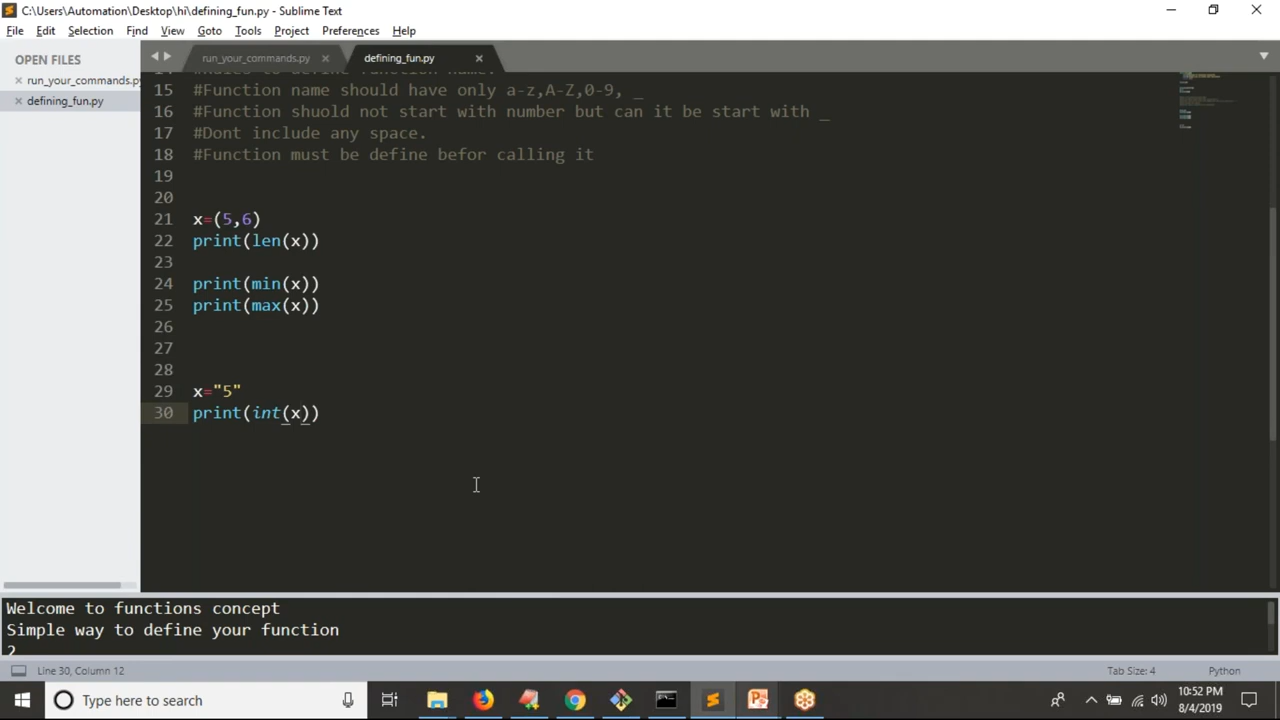 C:\Users\Automation\Desktop\hi\defining_fun.py - Sublime Text
File Edit Selection Find View Goto Tools Project Preferences Help
OPEN FILES
run_your_commands.py
defining_fun.py
run_your_commands.py
defining_fun.py
#Rules to define function name.
15 #Function name should have only a-z,A-Z,0-9, _
16 #Function shuold not start with number but can it be start with _
17 #Dont include any space.
18 #Function must be define befor calling it
19
20
21 x=(5,6)
22 print(len(x))
23
24 print(min(x))
25 print(max(x))
26
27
28
29 x="5"
30 print(int(x))
Welcome to functions concept
Simple way to define your function
2
Line 30, Column 12
Tab Size: 4
Python
Type here to search
10:52 PM
8/4/2019